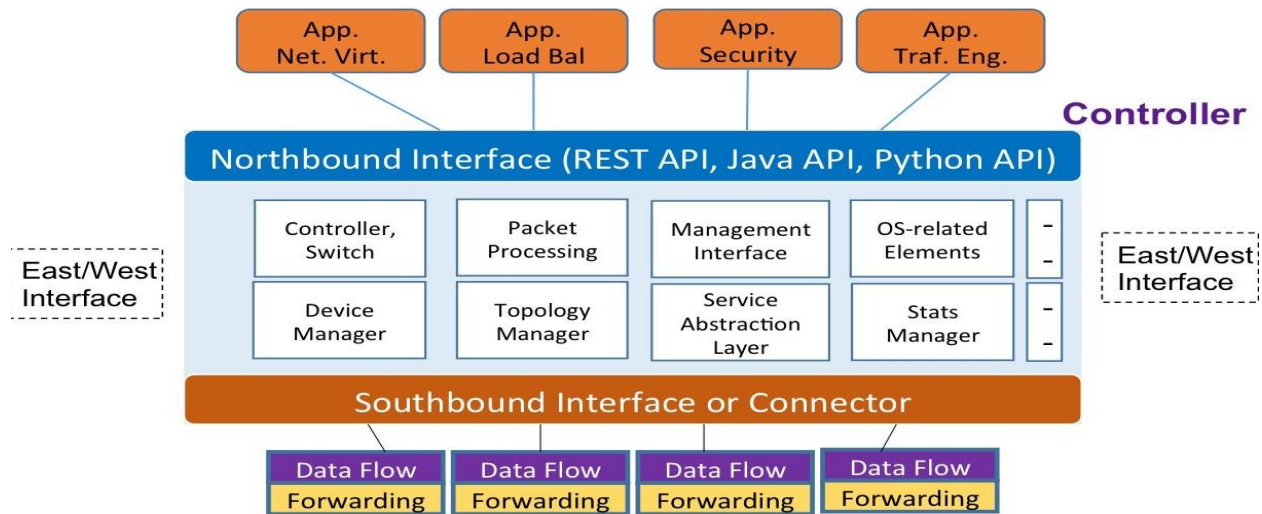 App.
Net. Virt.
App.
Load Bal
App.
Security
App.
Traf. Eng.
Controller
Northbound Interface (REST API, Java API, Python API)
Controller,
Switch
Packet
Processing
Management
Interface
OS-related
Elements
-
-
East/West
Interface
East/West
Interface
Device
Manager
Topology
Manager
Service
Abstraction
Layer
Stats
Manager
-
-
Southbound Interface or Connector
Data Flow
Forwarding
Data Flow
Forwarding
Data Flow
Forwarding
Data Flow
Forwarding